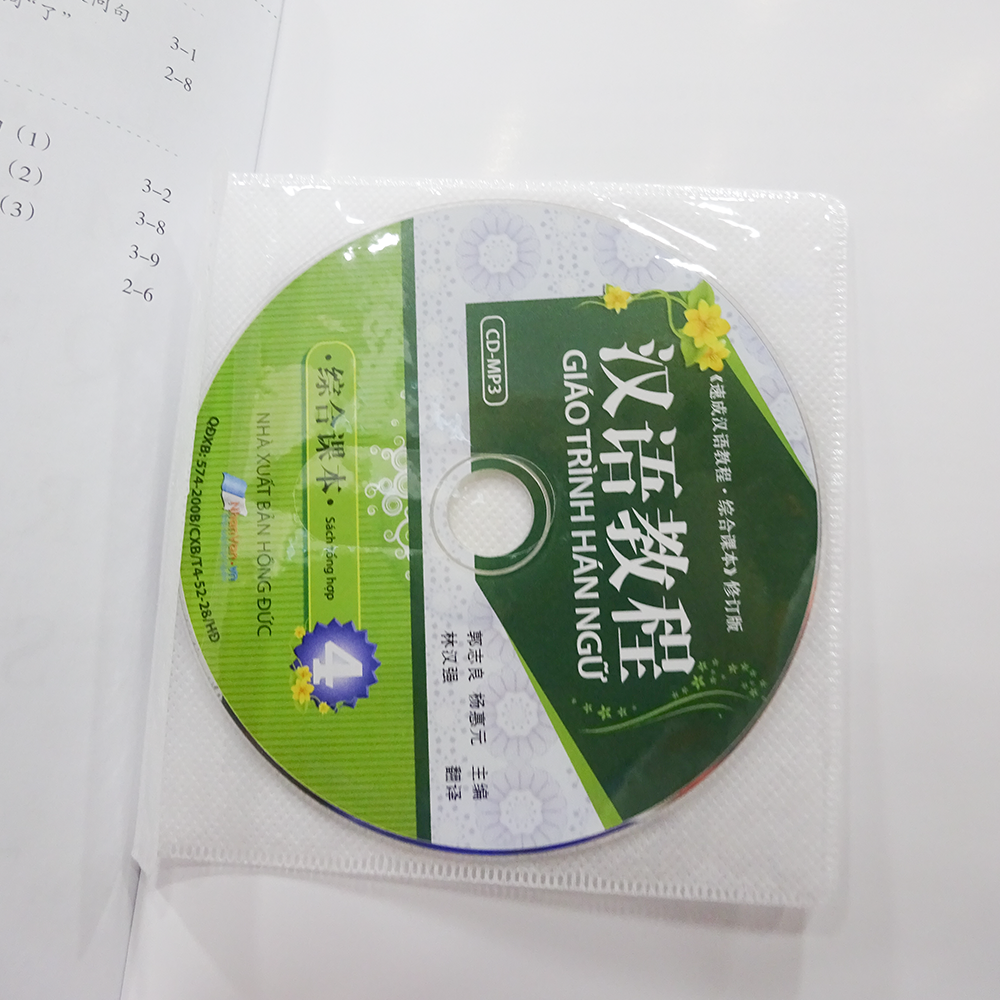 了”
3-1
2-8
（1）
（2）
（3）
3-2
3-8
3-9
2-6
《速成汉语教程·综合课本》修订版
汉语教程
GIÁO TRÌNH HÁN NGỮ
CD-MP3
郭志良 杨惠元 主编
林汉强 翻译
·综合课本· Sách tổng hợp
4
NHÀ XUẤT BẢN HỒNG ĐỨC
QĐXB: 574-200B/CXB/T4-52-28/HĐ